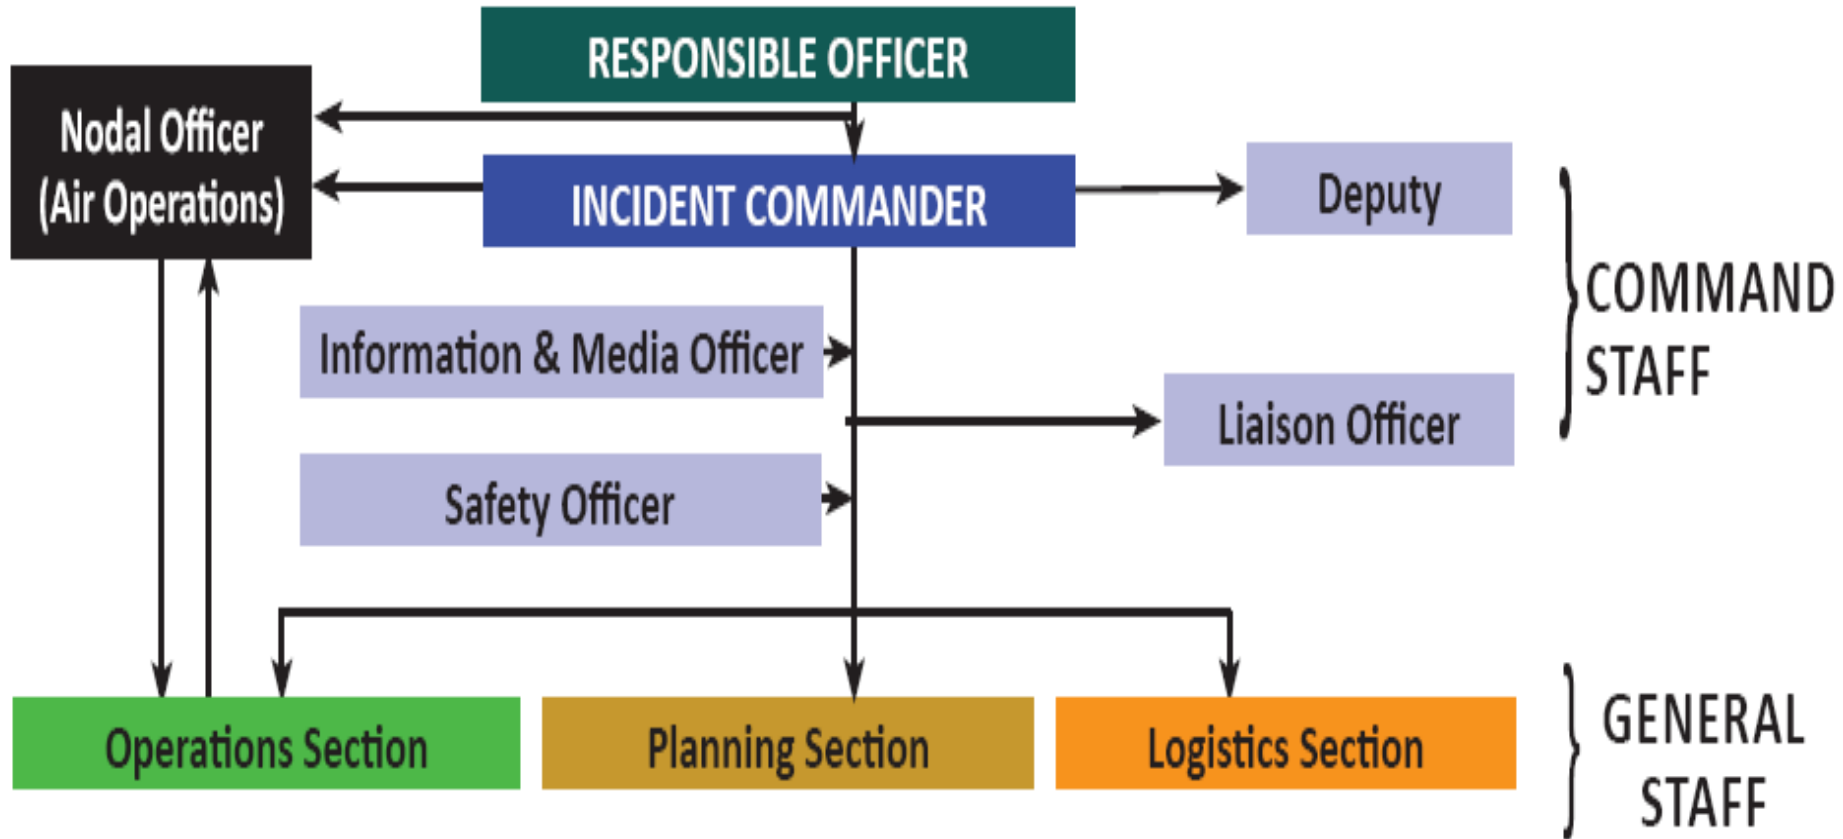 RESPONSIBLE OFFICER
Nodal Officer
(Air Operations)
INCIDENT COMMANDER
Deputy
COMMAND
STAFF
Information & Media Officer
Liaison Officer
Safety Officer
Operations Section
Planning Section
Logistics Section
GENERAL
STAFF